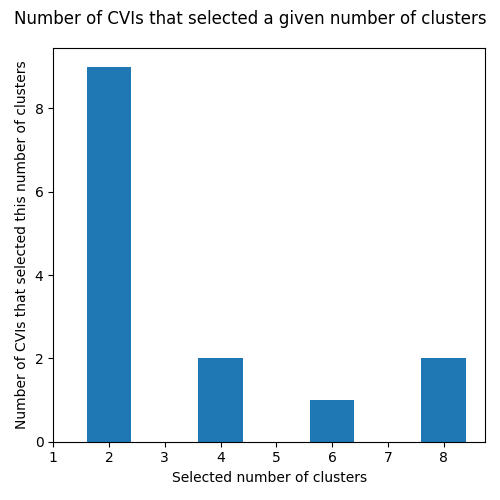 Number of CVIs that selected a given number of clusters
Number of CVIs that selected this number of clusters
8
6
4
2
0
1 2 3 4 5 6 7 8
Selected number of clusters